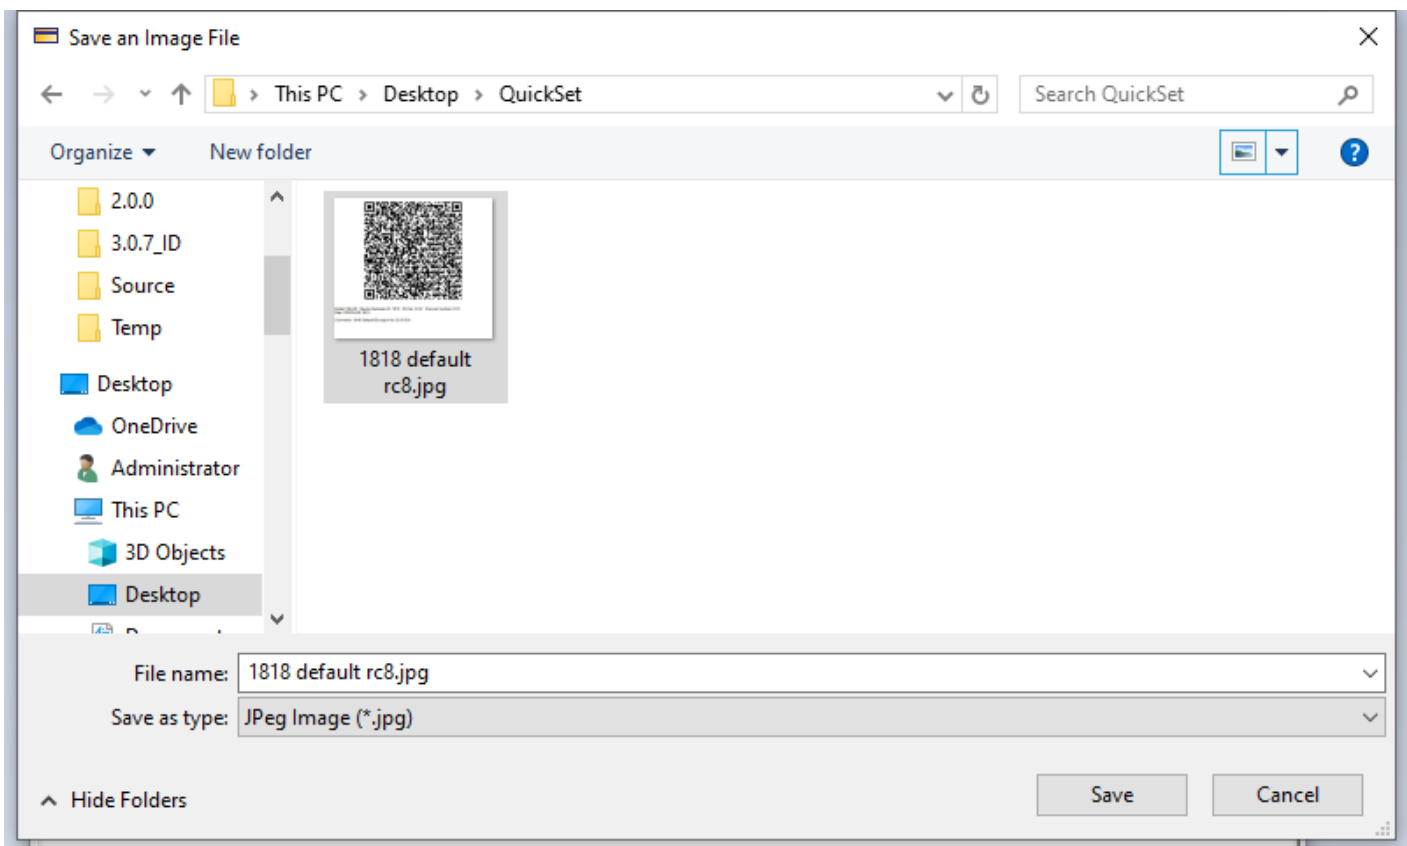 Save an Image File
This PC > Desktop > QuickSet
Search QuickSet
Organize
New folder
2.0.0
3.0.7_ID
Source
Temp
Desktop
OneDrive
Administrator
This PC
3D Objects
Desktop
1818 default
rc8.jpg
File name: 1818 default rc8.jpg
Save as type: JPeg Image (*.jpg)
Hide Folders
Save
Cancel